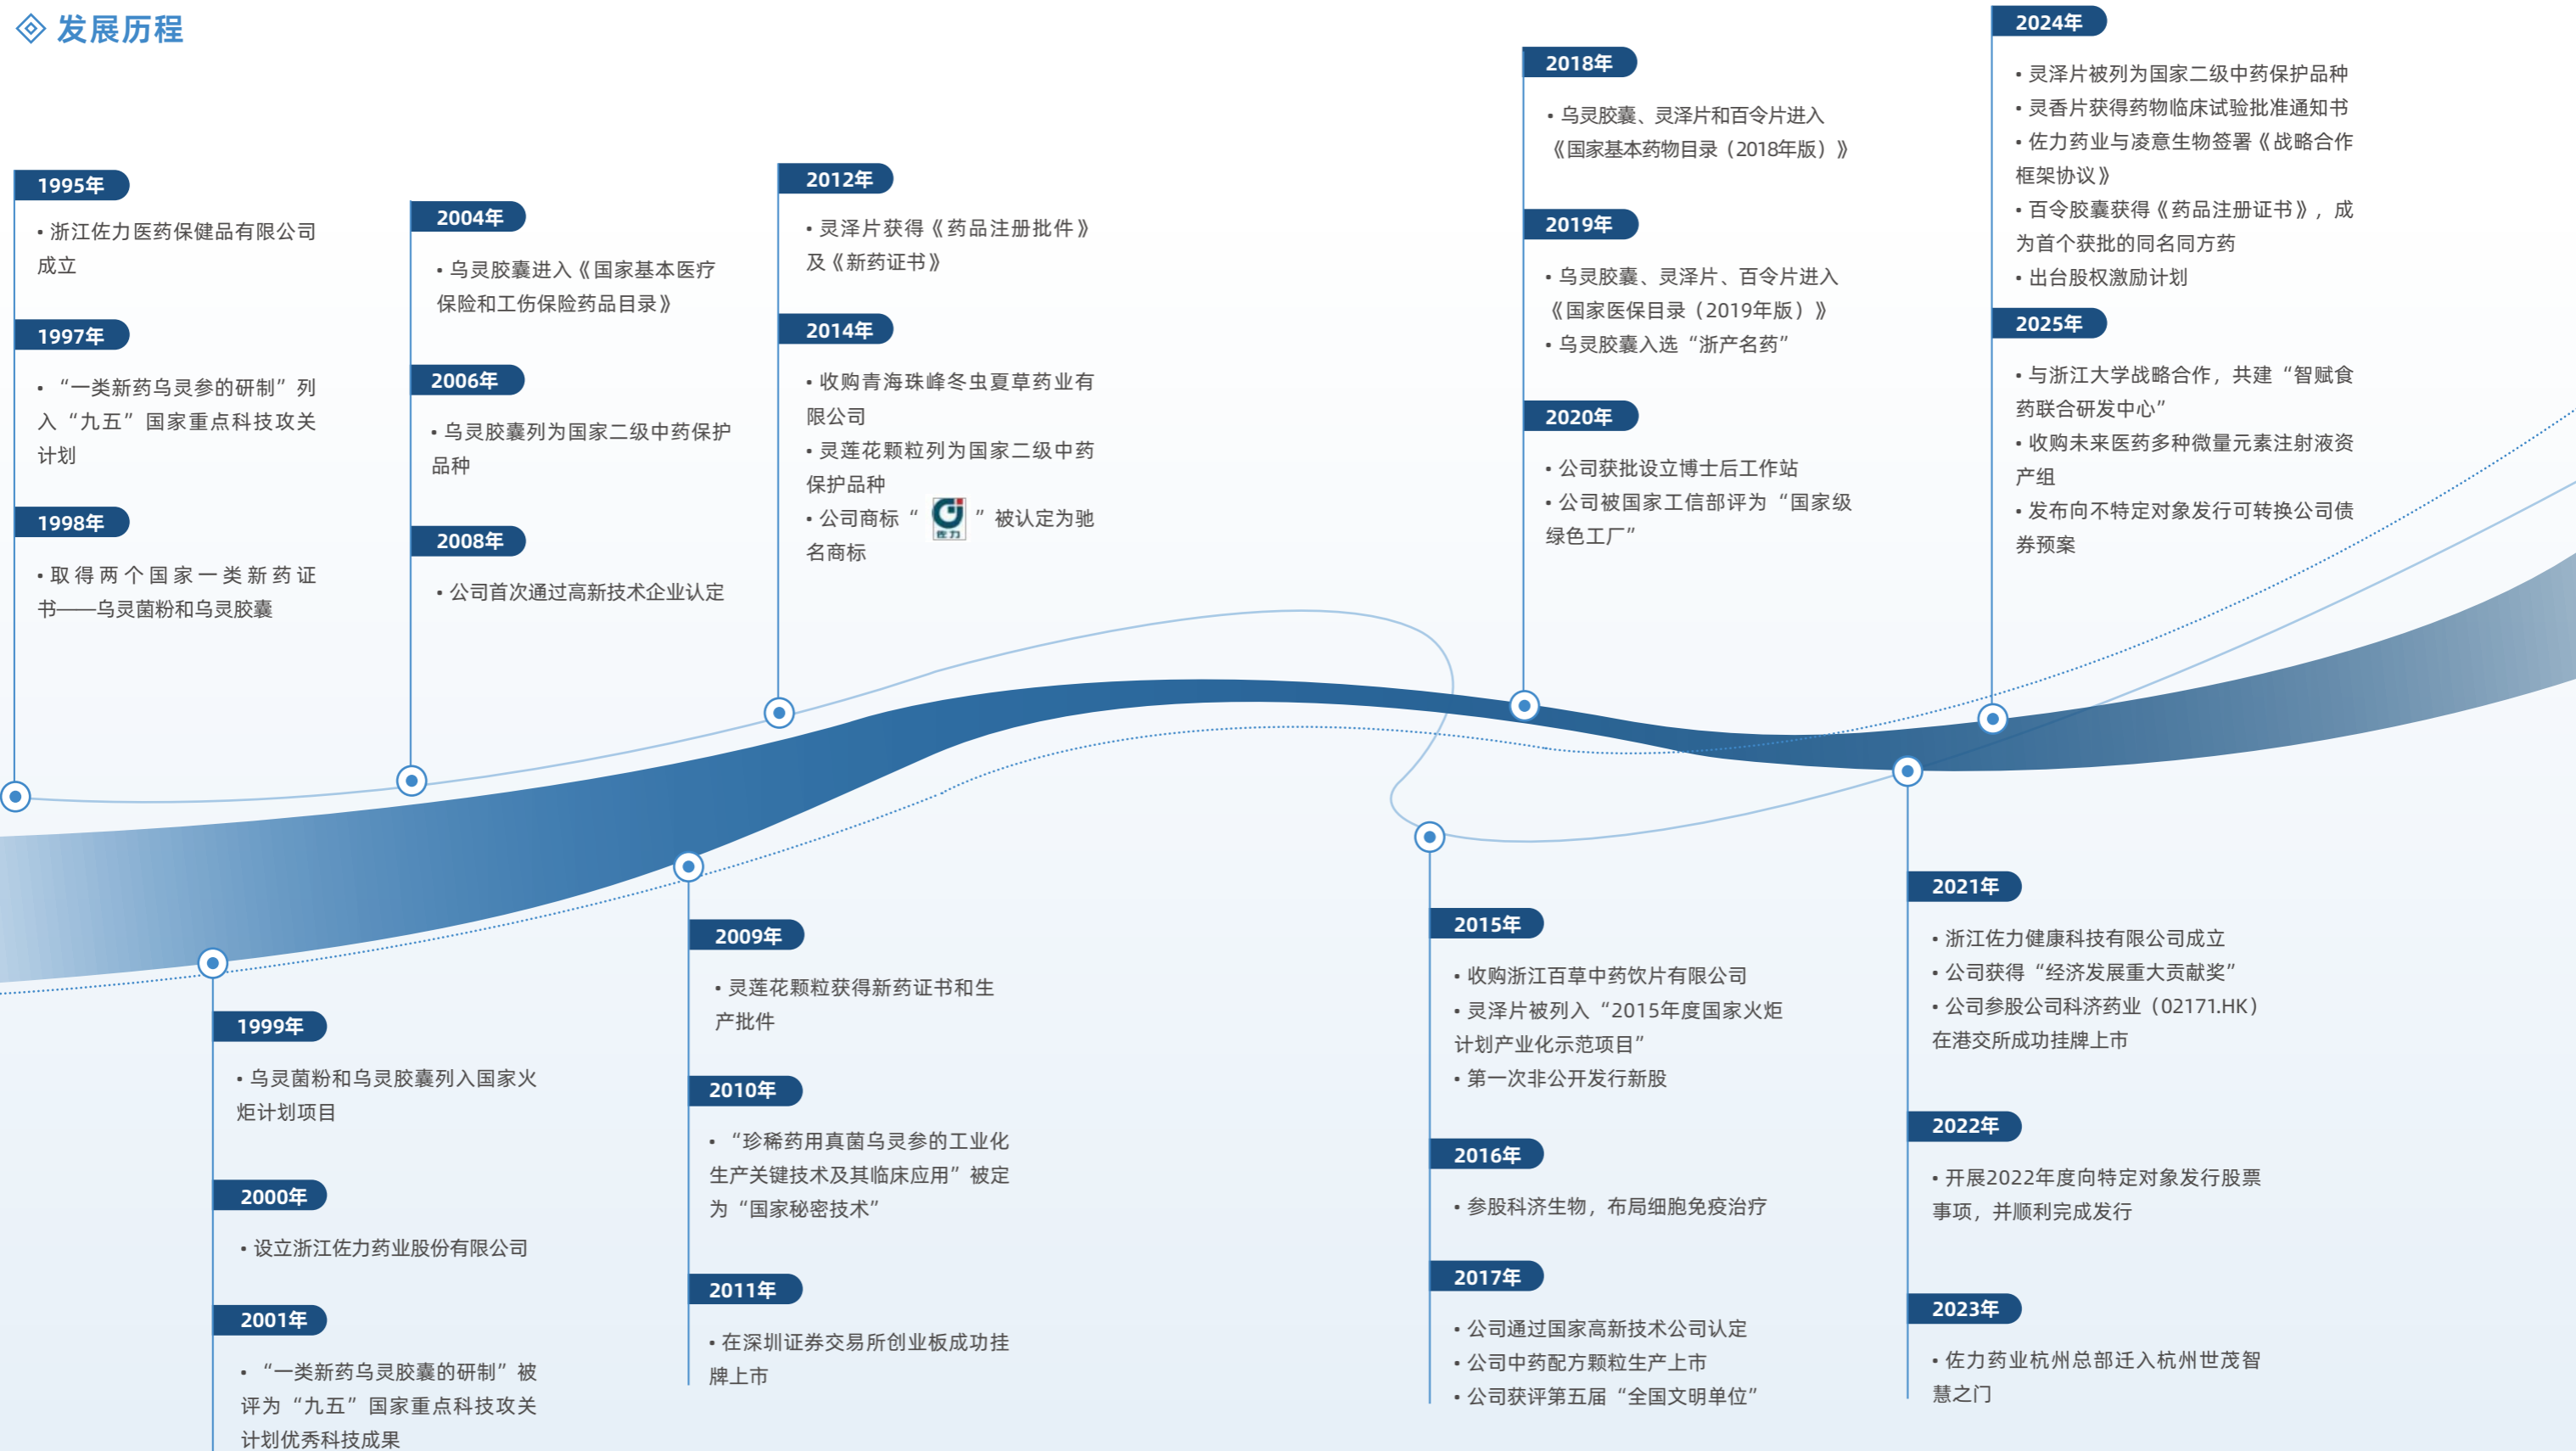 发展历程
1995年
• 浙江佐力医药保健品有限公司
成立
1997年
• “一类新药乌灵参的研制”列
入“九五”国家重点科技攻关
计划
1998年
• 取得两个国家一类新药证
书——乌灵菌粉和乌灵胶囊
1999年
• 乌灵菌粉和乌灵胶囊列入国家火
炬计划项目
2000年
• 设立浙江佐力药业股份有限公司
2001年
• “一类新药乌灵胶囊的研制”被
评为“九五”国家重点科技攻关
计划优秀科技成果
2004年
• 乌灵胶囊进入《国家基本医疗
保险和工伤保险药品目录》
2006年
• 乌灵胶囊列为国家二级中药保护
品种
2008年
• 公司首次通过高新技术企业认定
2009年
• 灵莲花颗粒获得新药证书和生
产批件
2010年
• “珍稀药用真菌乌灵参的工业化
生产关键技术及其临床应用”被定
为“国家秘密技术”
2011年
• 在深圳证券交易所创业板成功挂
牌上市
2012年
• 灵泽片获得《药品注册批件》
及《新药证书》
2014年
• 收购青海珠峰冬虫夏草药业有
限公司
• 灵莲花颗粒列为国家二级中药
保护品种
• 公司商标“佐力”被认定为驰
名商标
2015年
• 收购浙江百草中药饮片有限公司
• 灵泽片被列入“2015年度国家火炬
计划产业化示范项目”
• 第一次非公开发行新股
2016年
• 参股科济生物，布局细胞免疫治疗
2017年
• 公司通过国家高新技术公司认定
• 公司中药配方颗粒生产上市
• 公司获评第五届“全国文明单位”
2018年
• 乌灵胶囊、灵泽片和百令片进入
《国家基本药物目录（2018年版）》
2019年
• 乌灵胶囊、灵泽片、百令片进入
《国家医保目录（2019年版）》
• 乌灵胶囊入选“浙产名药”
2020年
• 公司获批设立博士后工作站
• 公司被国家工信部评为“国家级
绿色工厂”
2021年
• 浙江佐力健康科技有限公司成立
• 公司获得“经济发展重大贡献奖”
• 公司参股公司科济药业（02171.HK）
在港交所成功挂牌上市
2022年
• 开展2022年度向特定对象发行股票
事项，并顺利完成发行
2023年
• 佐力药业杭州总部迁入杭州世茂智
慧之门
2024年
• 灵泽片被列为国家二级中药保护品种
• 灵香片获得药物临床试验批准通知书
• 佐力药业与凌意生物签署《战略合作
框架协议》
• 百令胶囊获得《药品注册证书》，成
为首个获批的同名同方药
• 出台股权激励计划
2025年
• 与浙江大学战略合作，共建“智赋食
药联合研发中心”
• 收购未来医药多种微量元素注射液资
产组
• 发布向不特定对象发行可转换公司债
券预案